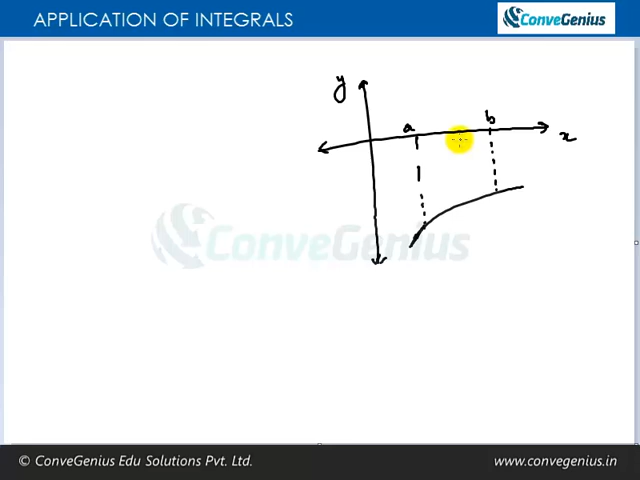 APPLICATION OF INTEGRALS
ConveGenius
y
a
b
x
ConveGenius
© ConveGenius Edu Solutions Pvt. Ltd.
www.convegenius.in